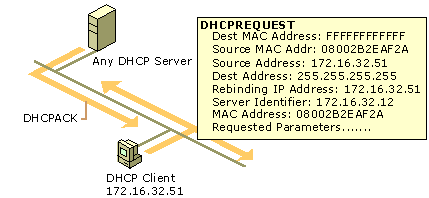 DHCPREQUEST
Dest MAC Address: FFFFFFFFFFFF
Source MAC Addr: 08002B2EAF2A
Source Address: 172.16.32.51
Dest Address: 255.255.255.255
Rebinding IP Address: 172.16.32.51
Server Identifier: 172.16.32.12
MAC Address: 08002B2EAF2A
Requested Parameters.......
Any DHCP Server
DHCPACK
DHCP Client
172.16.32.51